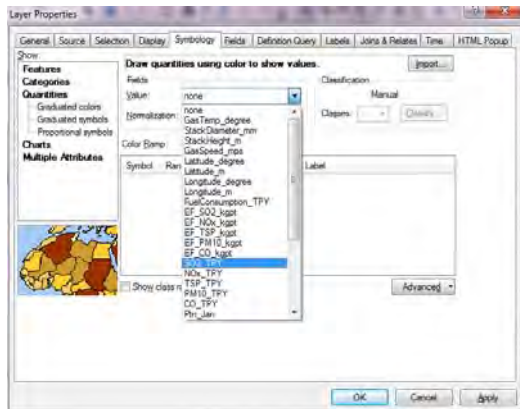 Layer Properties
General Source Selection Display Symbology Fields Definition Query Labels Joins & Relates Time HTML Popup
Show:
Features
Categories
Quantities
Graduated colors
Graduated symbols
Proportional symbols
Charts
Multiple Attributes
Draw quantities using color to show values.
Import...
Fields
Value: none
Normalization:
Classification
Manual
Classes:
Classify...
Color Ramp
Symbol Ran Label
none
GasTemp_degree
StackDiameter_mm
StackHeight_m
GasSpeed_mps
Latitude_degree
Latitude_m
Longitude_degree
Longitude_m
FuelConsumption_TPY
EF_SO2_kgpt
EF_NOx_kgpt
EF_TSP_kgpt
EF_PM10_kgpt
EF_CO_kgpt
SO2_TPY
NOx_TPY
TSP_TPY
PM10_TPY
CO_TPY
Ptn_Jan
Show class r
Advanced
OK Cancel Apply